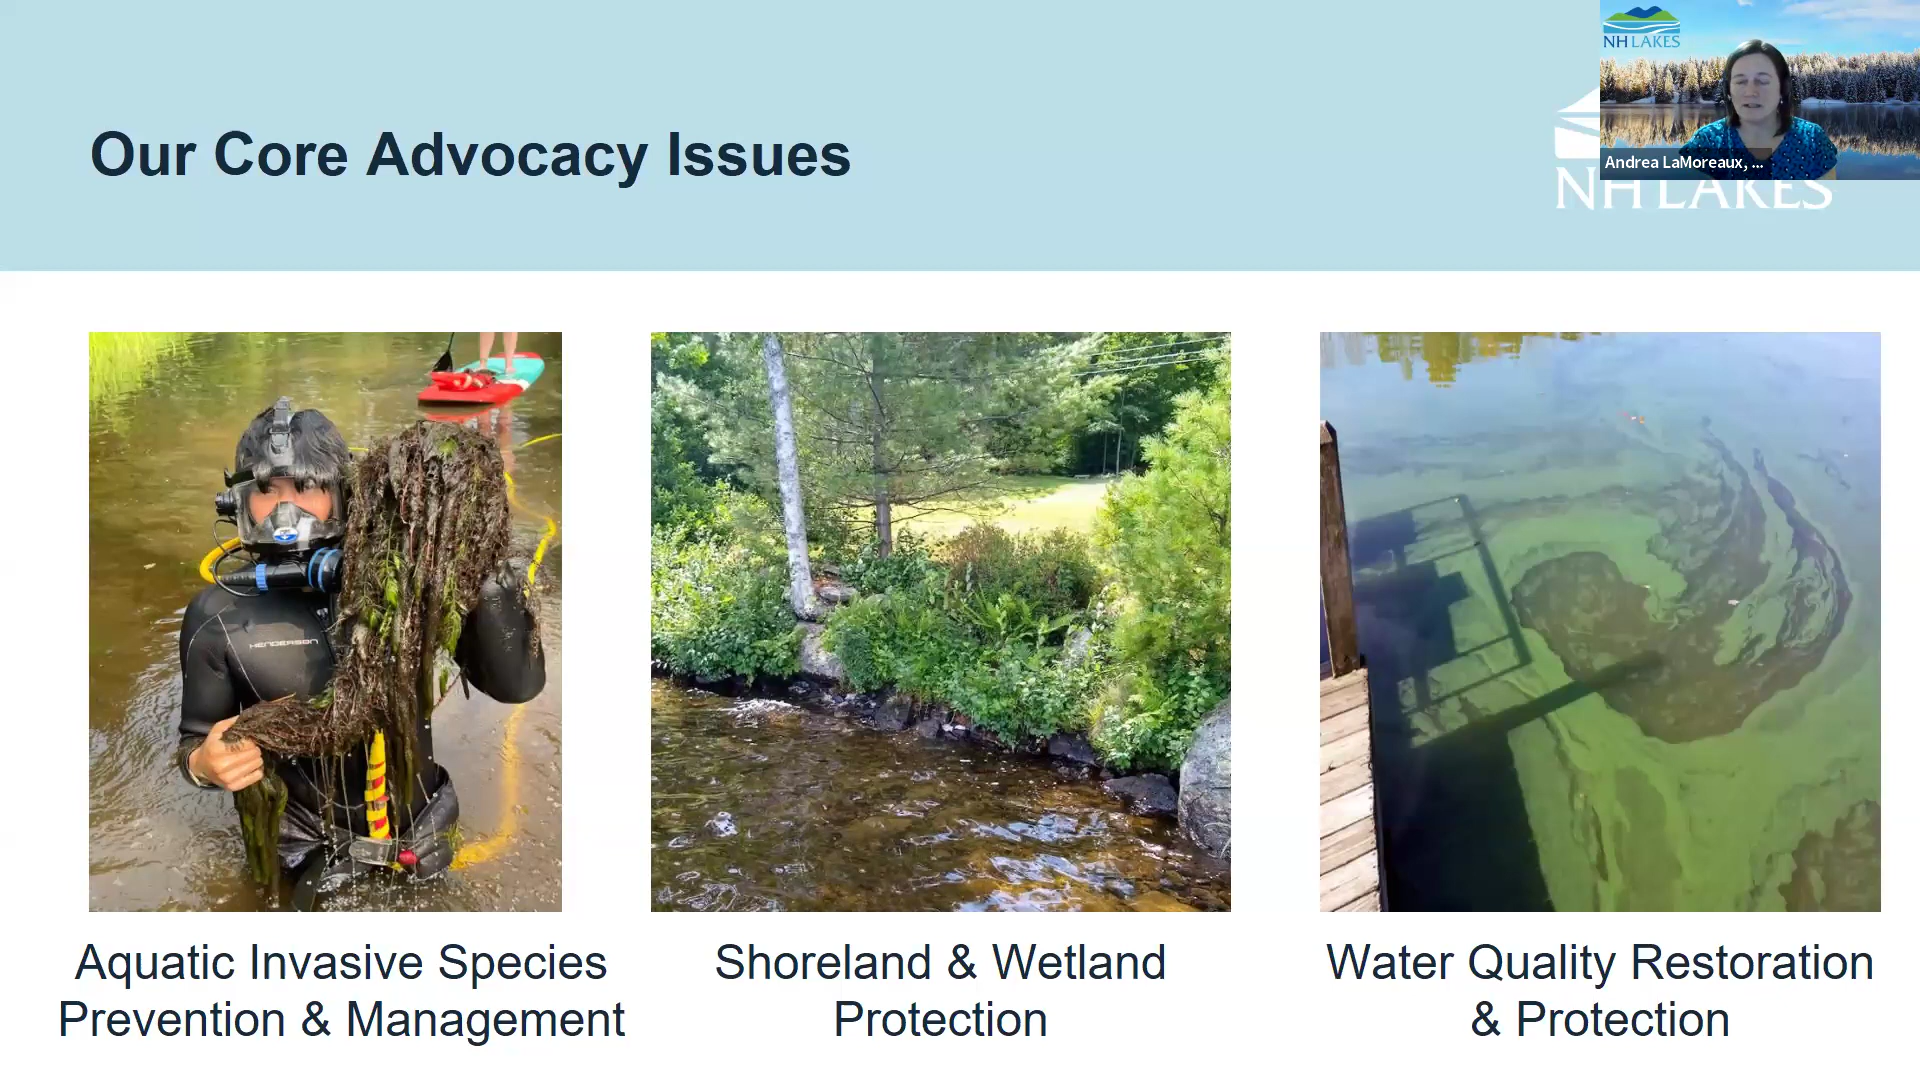 Our Core Advocacy Issues
NH LAKES
Andrea LaMoreaux, ...
NH LAKES
HENDERSON
Aquatic Invasive Species
Prevention & Management
Shoreland & Wetland
Protection
Water Quality Restoration
& Protection